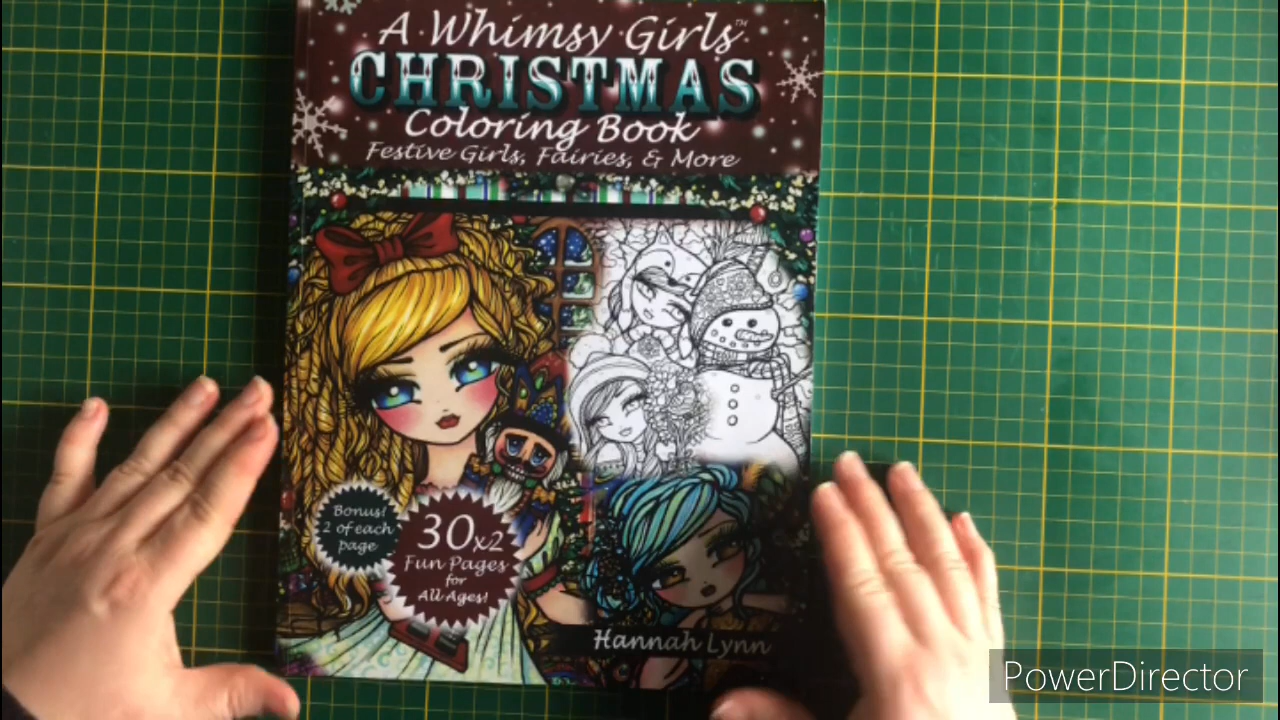 A Whimsy Girls™
CHRISTMAS
Coloring Book
Festive Girls, Fairies, & More
Bonus!
2 of each
page
30x2
Fun Pages
for
All Ages!
Hannah Lynn
PowerDirector